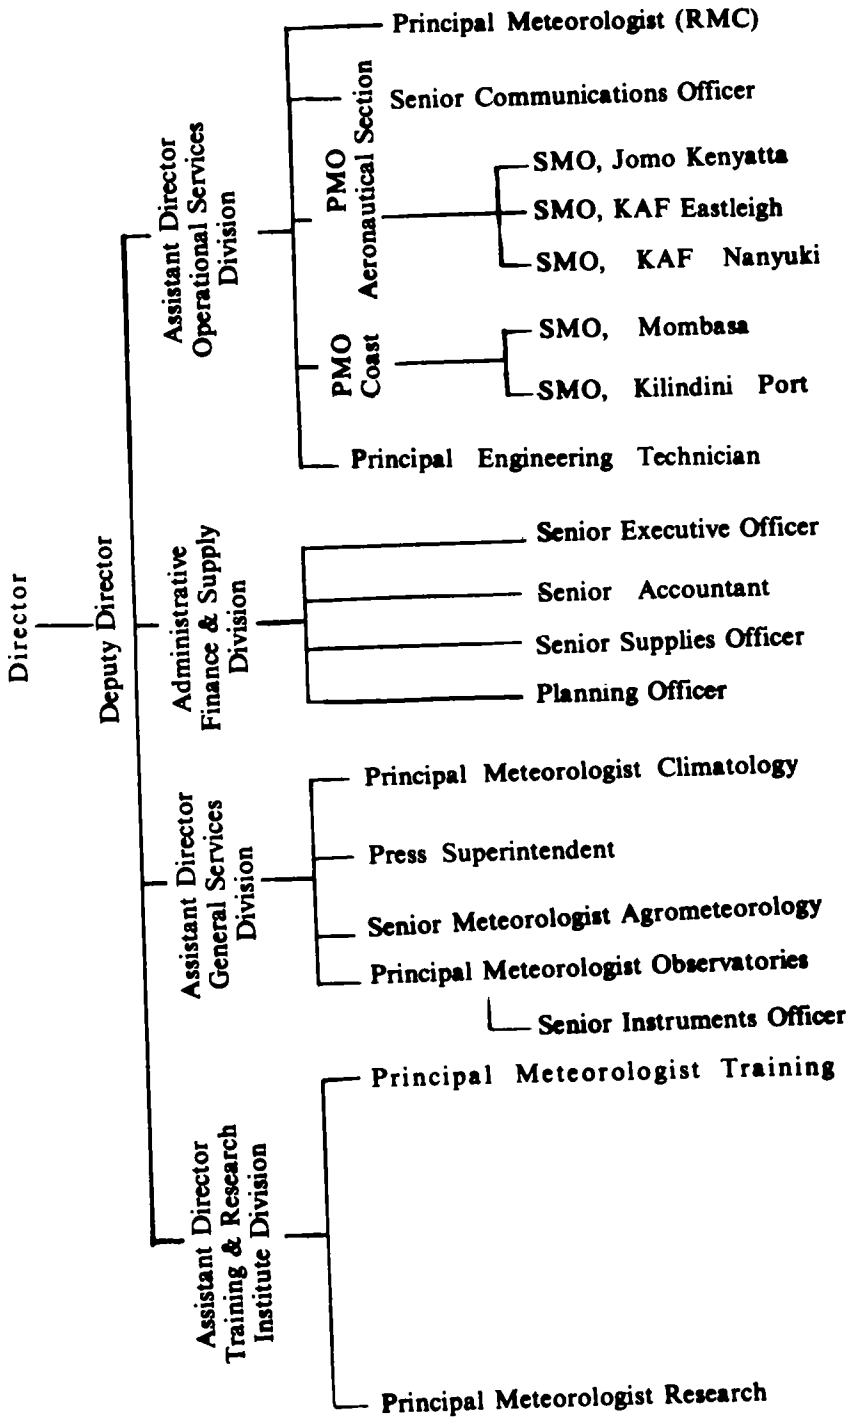 Director
Deputy Director
Assistant Director
Operational Services
Division
Principal Meteorologist (RMC)
Senior Communications Officer
PMO
Aeronautical Section
SMO, Jomo Kenyatta
SMO, KAF Eastleigh
SMO, KAF Nanyuki
PMO
Coast
SMO, Mombasa
SMO, Kilindini Port
Principal Engineering Technician
Administrative
Finance & Supply
Division
Senior Executive Officer
Senior Accountant
Senior Supplies Officer
Planning Officer
Assistant Director
General Services
Division
Principal Meteorologist Climatology
Press Superintendent
Senior Meteorologist Agrometeorology
Principal Meteorologist Observatories
Senior Instruments Officer
Assistant Director
Training & Research
Institute Division
Principal Meteorologist Training
Principal Meteorologist Research